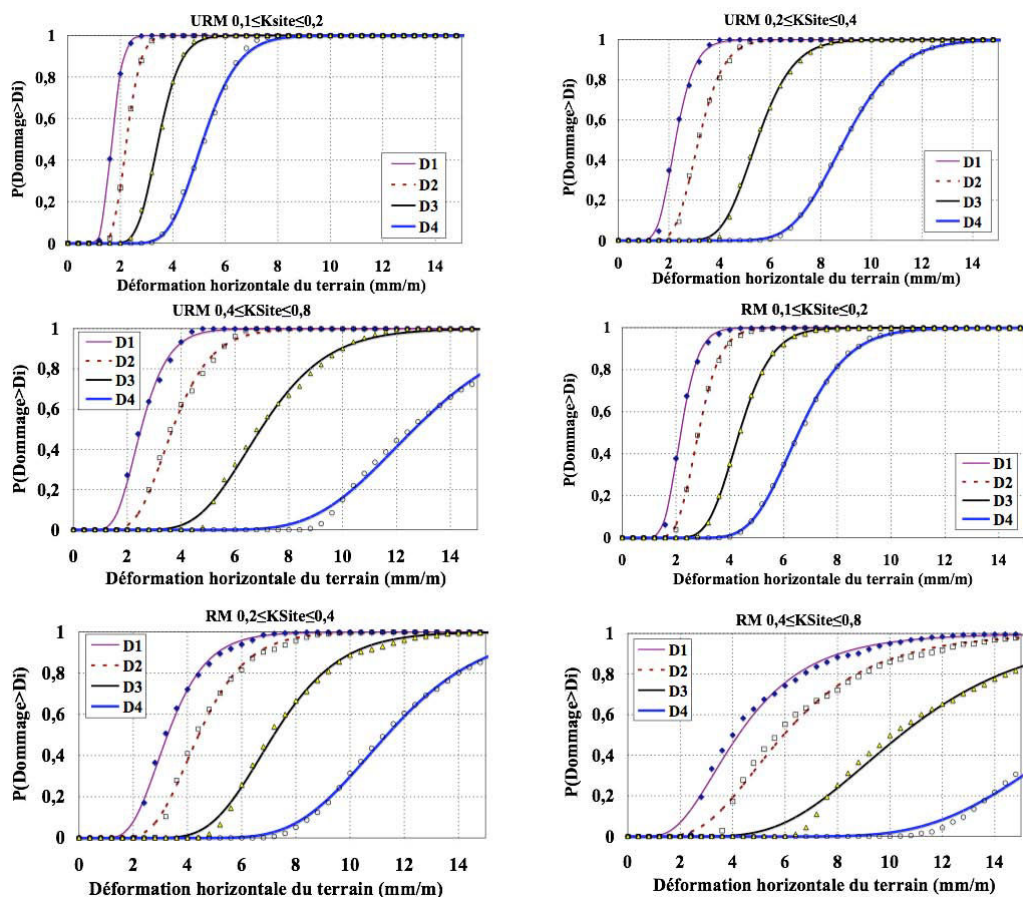 URM 0,1≤Ksite≤0,2
P(Dommage>Di)
1
0,8
0,6
0,4
0,2
0
D1
D2
D3
D4
0 2 4 6 8 10 12 14
Déformation horizontale du terrain (mm/m)
URM 0,2≤KSite≤0,4
P(Dommage>Di)
1
0,8
0,6
0,4
0,2
0
D1
D2
D3
D4
0 2 4 6 8 10 12 14
Déformation horizontale du terrain (mm/m)
URM 0,4≤KSite≤0,8
P(Dommage>Di)
1
0,8
0,6
0,4
0,2
0
D1
D2
D3
D4
0 2 4 6 8 10 12 14
Déformation horizontale du terrain (mm/m)
RM 0,1≤KSite≤0,2
P(Dommage>Di)
1
0,8
0,6
0,4
0,2
0
D1
D2
D3
D4
0 2 4 6 8 10 12 14
Déformation horizontale du terrain (mm/m)
RM 0,2≤KSite≤0,4
P(Dommage>Di)
1
0,8
0,6
0,4
0,2
0
D1
D2
D3
D4
0 2 4 6 8 10 12 14
Déformation horizontale du terrain (mm/m)
RM 0,4≤KSite≤0,8
P(Dommage>Di)
1
0,8
0,6
0,4
0,2
0
D1
D2
D3
D4
0 2 4 6 8 10 12 14
Déformation horizontale du terrain (mm/m)